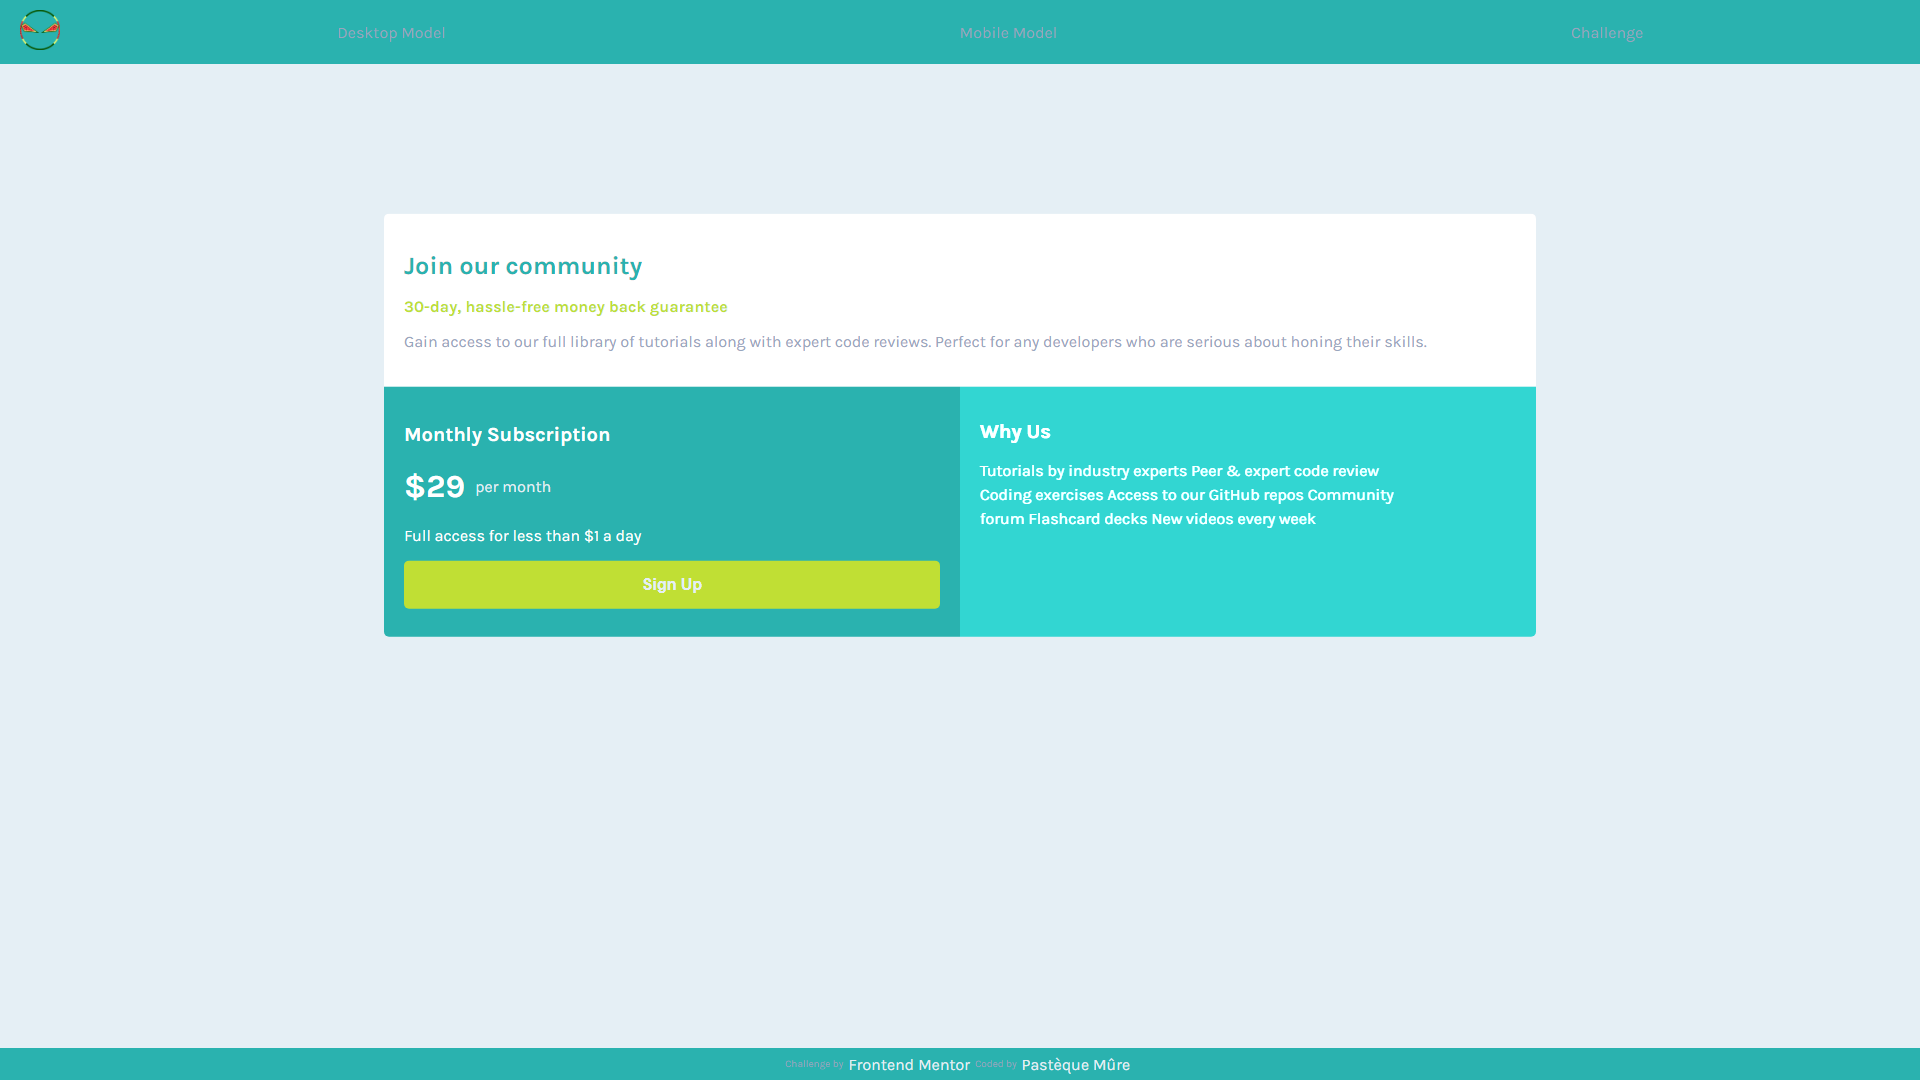 Desktop Model
Mobile Model
Challenge
Join our community
30-day, hassle-free money back guarantee
Gain access to our full library of tutorials along with expert code reviews. Perfect for any developers who are serious about honing their skills.
Monthly Subscription
$29 per month
Full access for less than $1 a day
Sign Up
Why Us
Tutorials by industry experts Peer & expert code review
Coding exercises Access to our GitHub repos Community
forum Flashcard decks New videos every week
Challenge by Frontend Mentor Coded by Pastèque Mûre